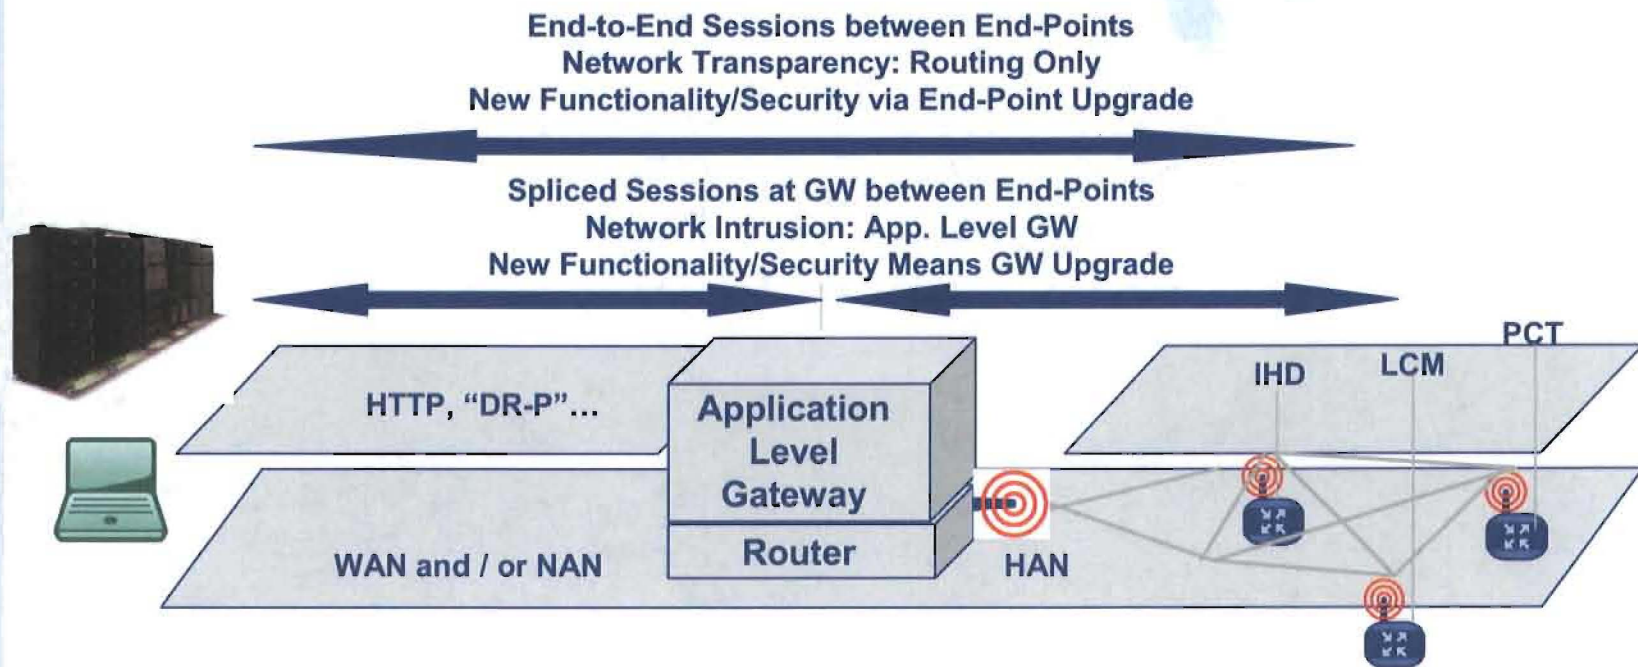 End-to-End Sessions between End-Points
Network Transparency: Routing Only
New Functionality/Security via End-Point Upgrade
Spliced Sessions at GW between End-Points
Network Intrusion: App. Level GW
New Functionality/Security Means GW Upgrade
PCT
LCM
IHD
HTTP, “DR-P”...
Application
Level
Gateway
Router
WAN and / or NAN
HAN